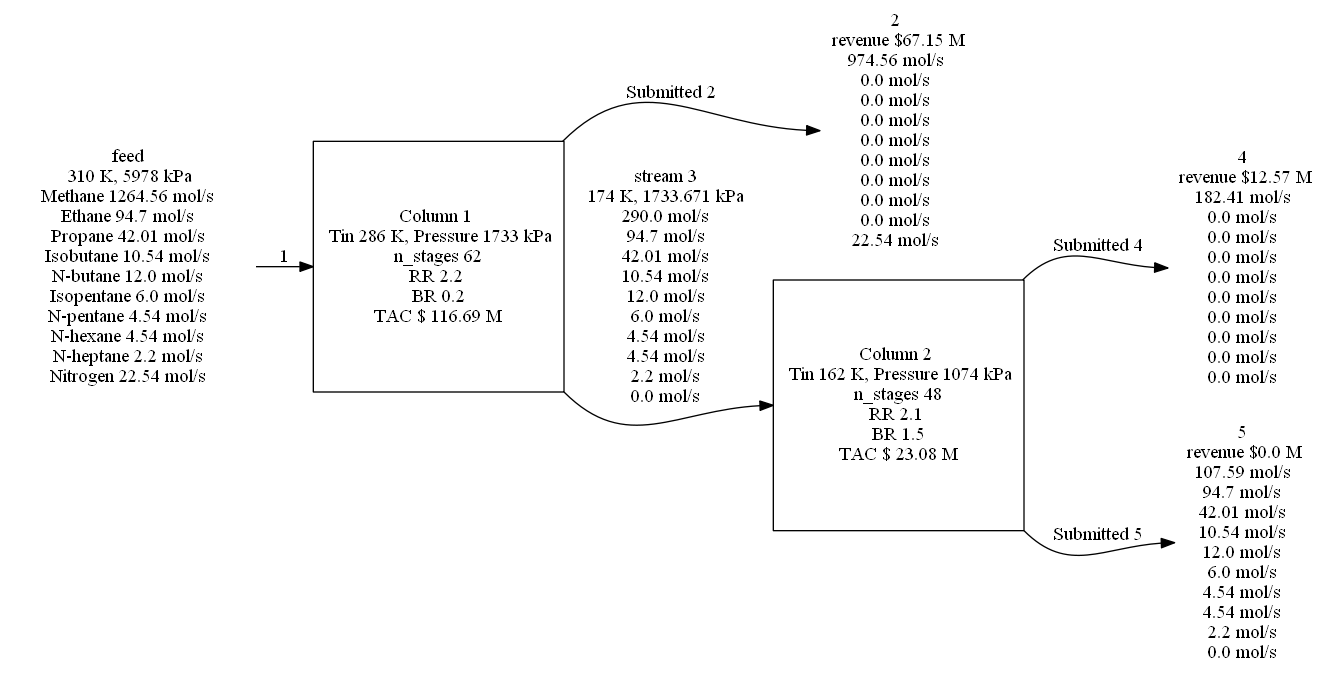 feed
310 K, 5978 kPa
Methane 1264.56 mol/s
Ethane 94.7 mol/s
Propane 42.01 mol/s
Isobutane 10.54 mol/s
N-butane 12.0 mol/s
Isopentane 6.0 mol/s
N-pentane 4.54 mol/s
N-hexane 4.54 mol/s
N-heptane 2.2 mol/s
Nitrogen 22.54 mol/s
1
Column 1
Tin 286 K, Pressure 1733 kPa
n_stages 62
RR 2.2
BR 0.2
TAC $ 116.69 M
Submitted 2
2
revenue $67.15 M
974.56 mol/s
0.0 mol/s
0.0 mol/s
0.0 mol/s
0.0 mol/s
0.0 mol/s
0.0 mol/s
0.0 mol/s
0.0 mol/s
22.54 mol/s
stream 3
174 K, 1733.671 kPa
290.0 mol/s
94.7 mol/s
42.01 mol/s
10.54 mol/s
12.0 mol/s
6.0 mol/s
4.54 mol/s
4.54 mol/s
2.2 mol/s
0.0 mol/s
Column 2
Tin 162 K, Pressure 1074 kPa
n_stages 48
RR 2.1
BR 1.5
TAC $ 23.08 M
Submitted 4
4
revenue $12.57 M
182.41 mol/s
0.0 mol/s
0.0 mol/s
0.0 mol/s
0.0 mol/s
0.0 mol/s
0.0 mol/s
0.0 mol/s
0.0 mol/s
0.0 mol/s
Submitted 5
5
revenue $0.0 M
107.59 mol/s
94.7 mol/s
42.01 mol/s
10.54 mol/s
12.0 mol/s
6.0 mol/s
4.54 mol/s
4.54 mol/s
2.2 mol/s
0.0 mol/s